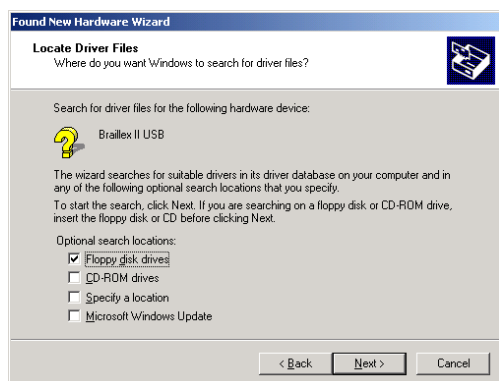 Found New Hardware Wizard
Locate Driver Files
Where do you want Windows to search for driver files?
Search for driver files for the following hardware device:
Braillex II USB
The wizard searches for suitable drivers in its driver database on your computer and in
any of the following optional search locations that you specify.
To start the search, click Next. If you are searching on a floppy disk or CD-ROM drive,
insert the floppy disk or CD before clicking Next.
Optional search locations:
Floppy disk drives
CD-ROM drives
Specify a location
Microsoft Windows Update
< Back Next > Cancel